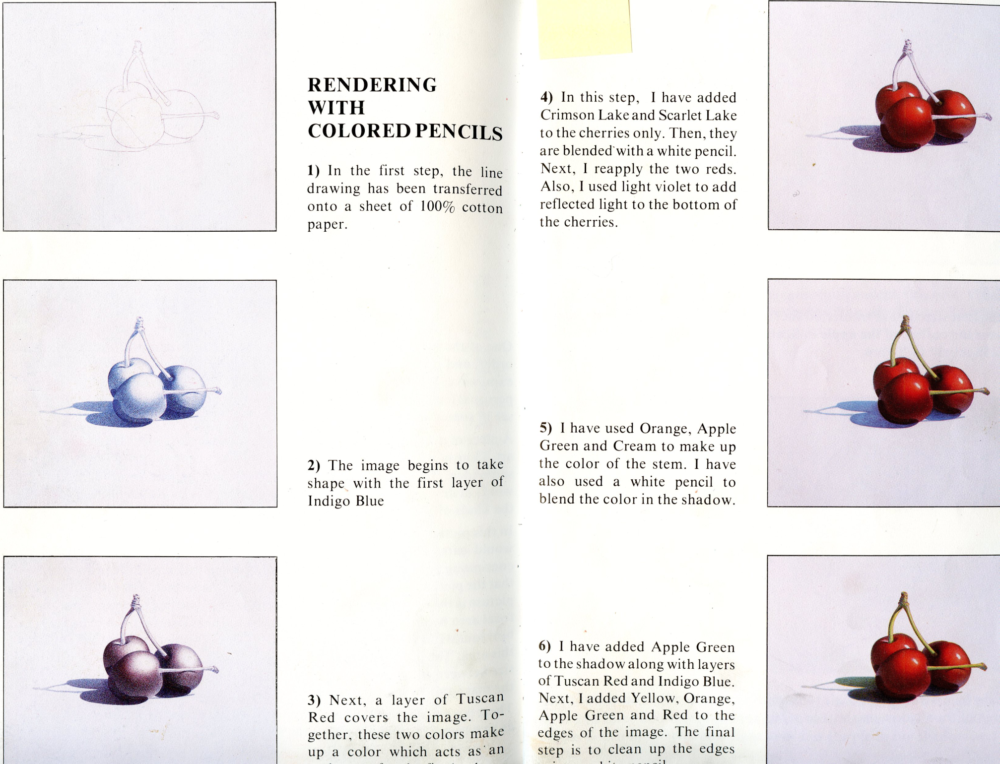 RENDERING
WITH
COLORED PENCILS
1) In the first step, the line
drawing has been transferred
onto a sheet of 100% cotton
paper.
2) The image begins to take
shape with the first layer of
Indigo Blue
3) Next, a layer of Tuscan
Red covers the image. To-
gether, these two colors make
up a color which acts as an
4) In this step, I have added
Crimson Lake and Scarlet Lake
to the cherries only. Then, they
are blended with a white pencil.
Next, I reapply the two reds.
Also, I used light violet to add
reflected light to the bottom of
the cherries.
5) I have used Orange, Apple
Green and Cream to make up
the color of the stem. I have
also used a white pencil to
blend the color in the shadow.
6) I have added Apple Green
to the shadow along with layers
of Tuscan Red and Indigo Blue.
Next, I added Yellow, Orange,
Apple Green and Red to the
edges of the image. The final
step is to clean up the edges